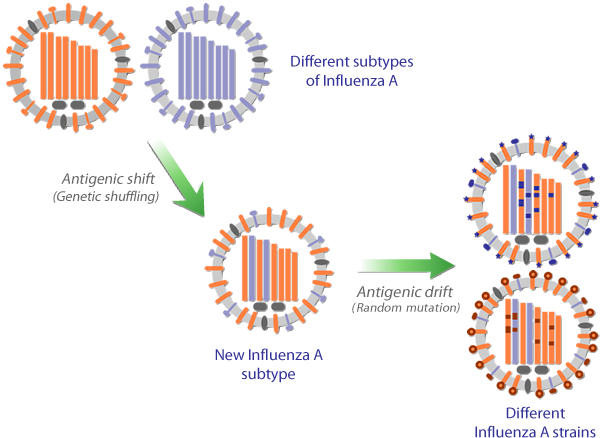 Different subtypes
of Influenza A
Antigenic shift
(Genetic shuffling)
Antigenic drift
(Random mutation)
New Influenza A
subtype
Different
Influenza A strains